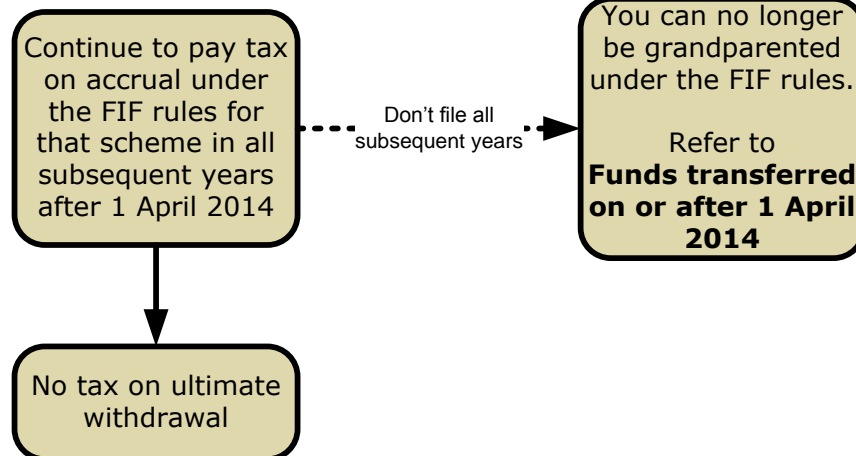 Continue to pay tax
on accrual under
the FIF rules for
that scheme in all
subsequent years
after 1 April 2014
Don't file all
subsequent years
You can no longer
be grandparented
under the FIF rules.
Refer to
Funds transferred
on or after 1 April
2014
No tax on ultimate
withdrawal